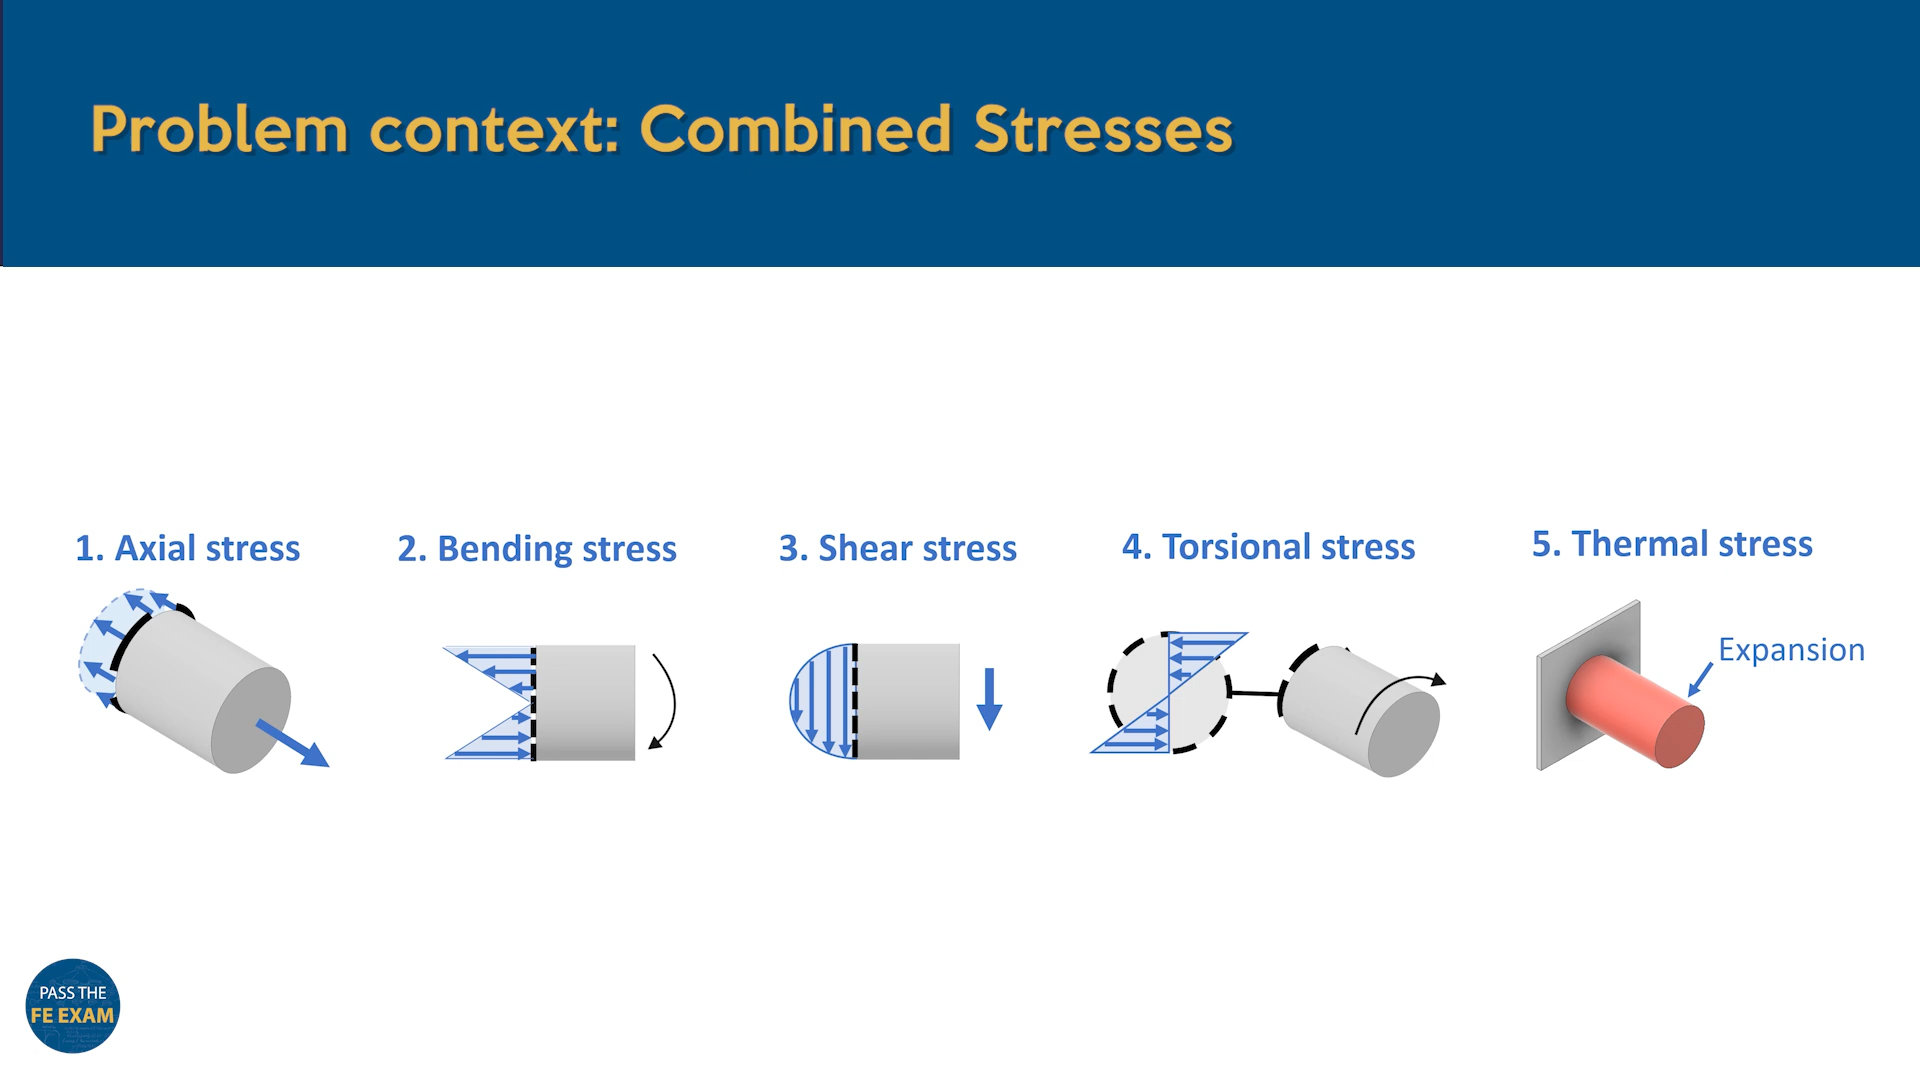 Problem context: Combined Stresses
1. Axial stress
2. Bending stress
3. Shear stress
4. Torsional stress
5. Thermal stress
Expansion
PASS THE
FE EXAM